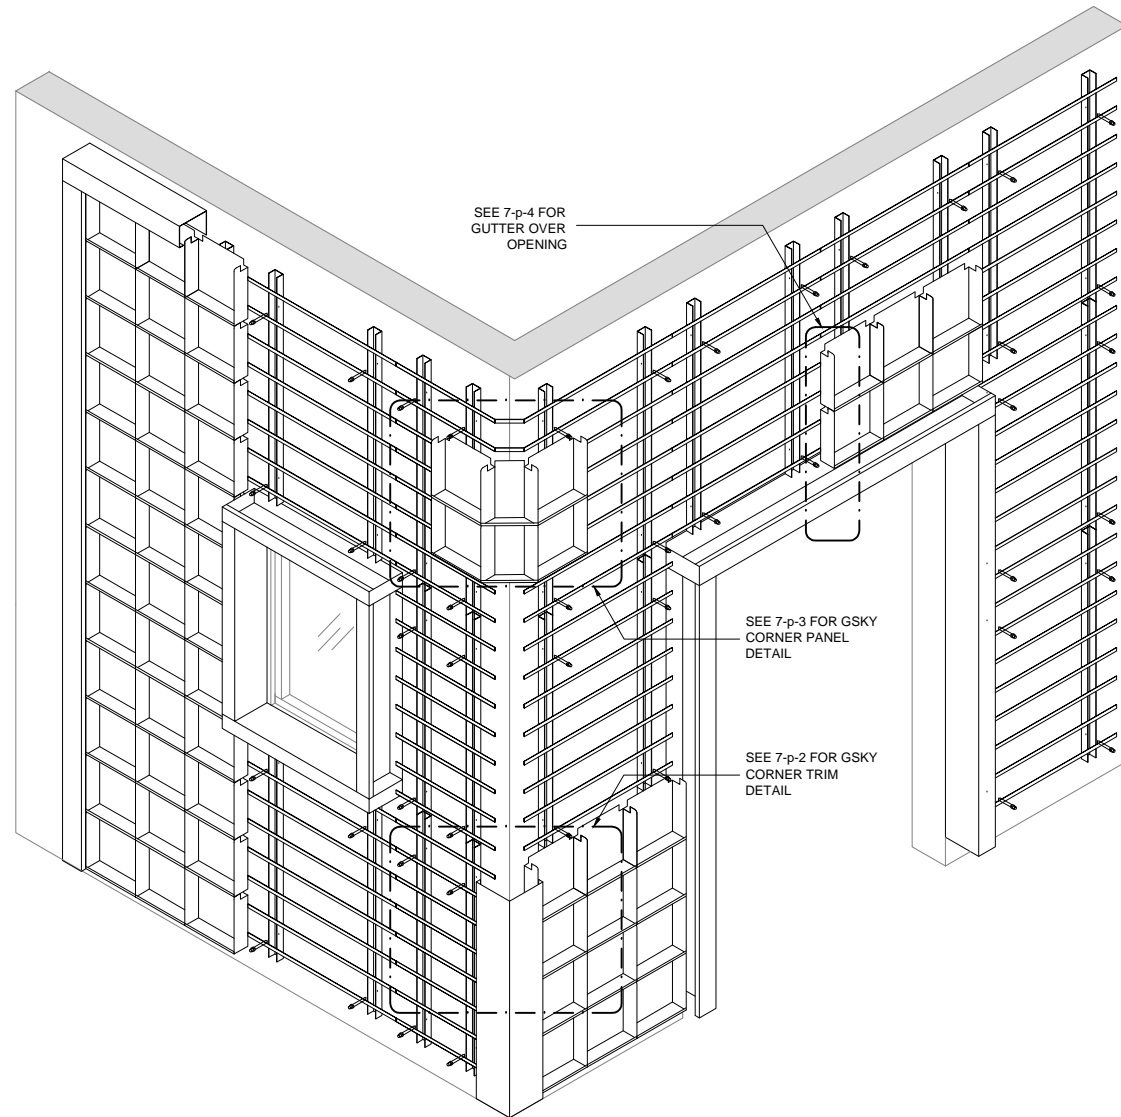 SEE 7-p-4 FOR
GUTTER OVER
OPENING
SEE 7-p-3 FOR GSKY
CORNER PANEL
DETAIL
SEE 7-p-2 FOR GSKY
CORNER TRIM
DETAIL